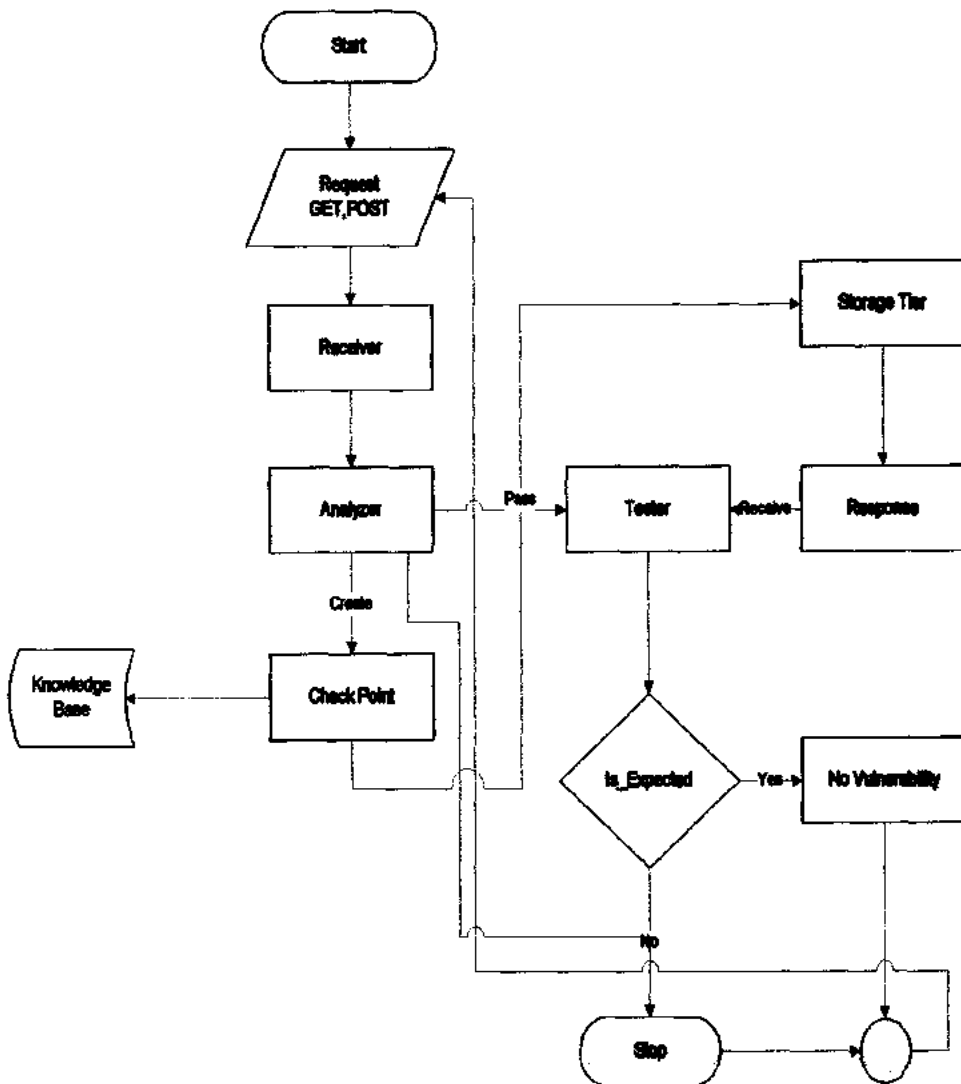 Start
Request
GET,POST
Receiver
Storage Tier
Analyzer
Pass
Tester
Receive
Response
Create
Knowledge
Base
Check Point
Is_Expected
Yes
No Vulnerability
No
Stop